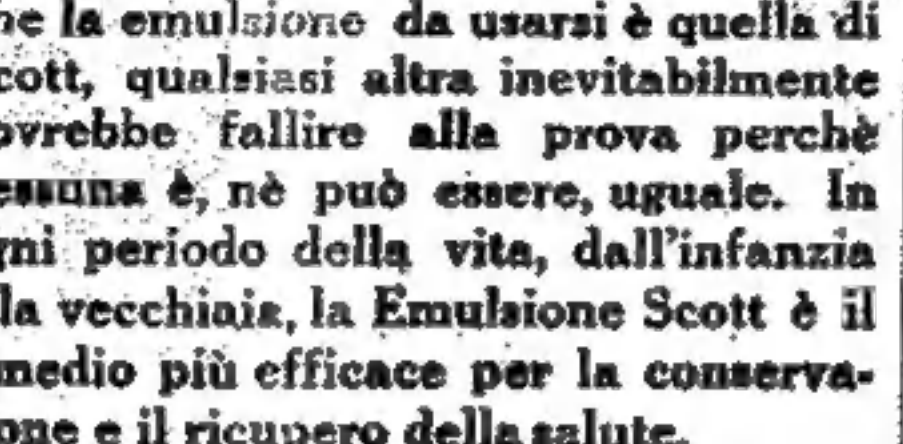 ne la emulsione da usarsi è quella di
cott, qualsiasi altra inevitabilmente
ovrebbe fallire alla prova perchè
essuna è, nè può essere, uguale. In
gni periodo della vita, dall'infanzia
lla vecchiaia, la Emulsione Scott è il
medio più efficace per la conserva-
one e il ricupero della salute.